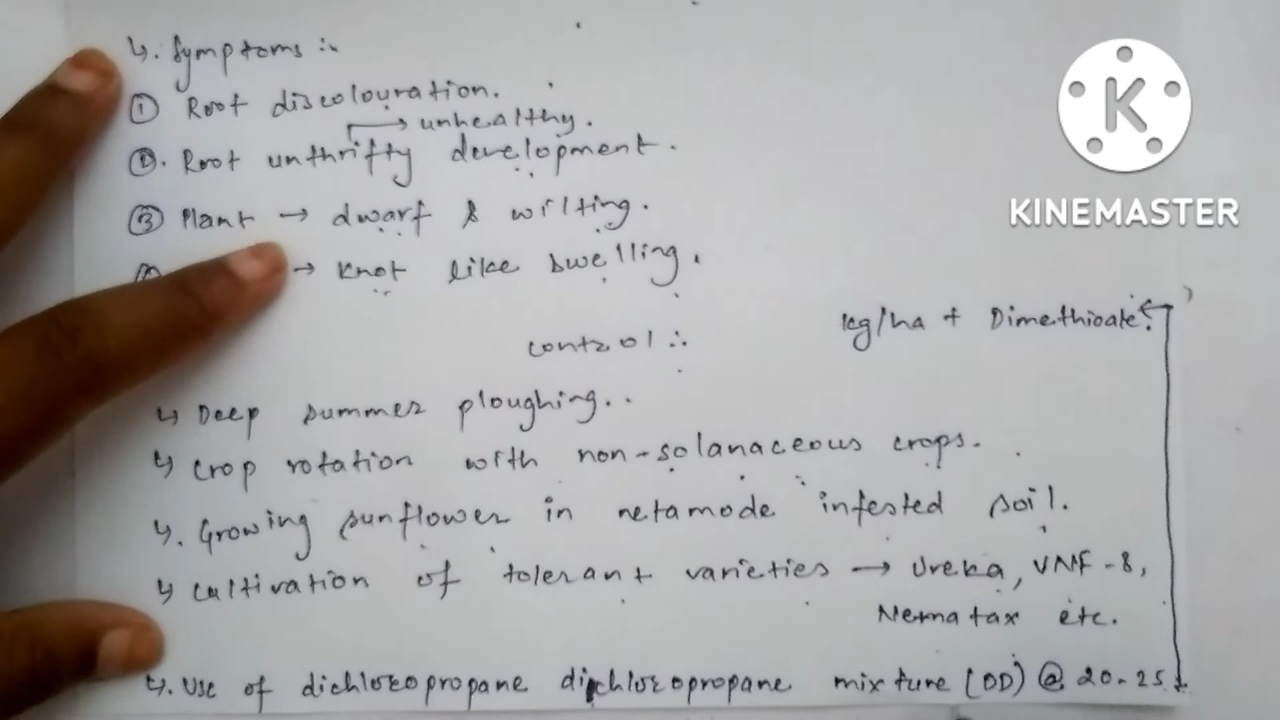 ↳. Symptoms :-
① Root discolouration.
→ unhealthy.
②. Root unthrifty development.
③ Plant → dwarf & wilting.
→ knot like swelling.
kg/ha + Dimethioate.
control :
↳ Deep summer ploughing..
↳ crop rotation with non-solanaceous crops.
↳. Growing sunflower in netamode infested soil.
↳ cultivation of tolerant varieties → Ureka, VNF-8,
Nematax etc.
↳. Use of dichloropropane dichloropropane mixture (DD) @ 20-25
K
KINEMASTER